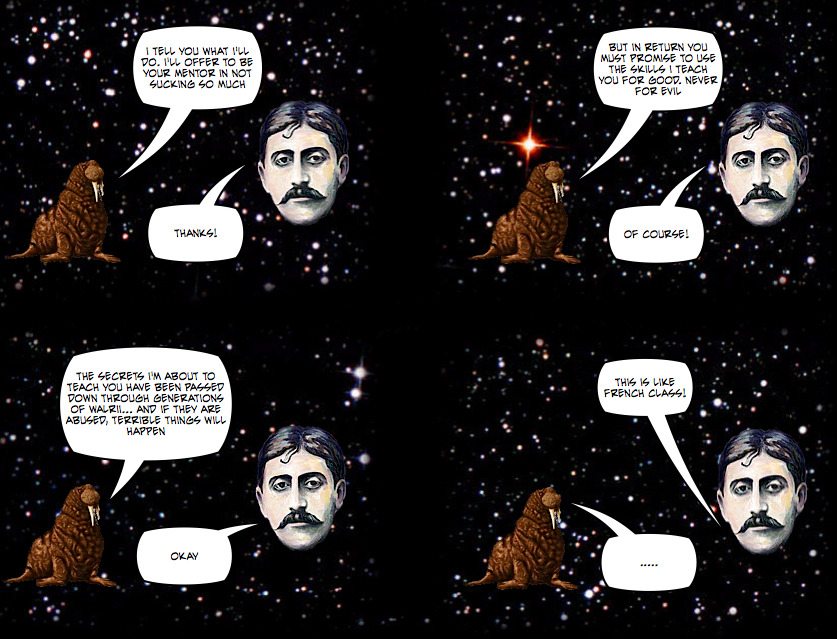 I TELL YOU WHAT I'LL
DO. I'LL OFFER TO BE
YOUR MENTOR IN NOT
SUCKING SO MUCH
THANKS!
BUT IN RETURN YOU
MUST PROMISE TO USE
THE SKILLS I TEACH
YOU FOR GOOD. NEVER
FOR EVIL
OF COURSE!
THE SECRETS I'M ABOUT TO
TEACH YOU HAVE BEEN PASSED
DOWN THROUGH GENERATIONS
OF WALRII... AND IF THEY ARE
ABUSED, TERRIBLE THINGS WILL
HAPPEN
OKAY
THIS IS LIKE
FRENCH CLASS!
.....